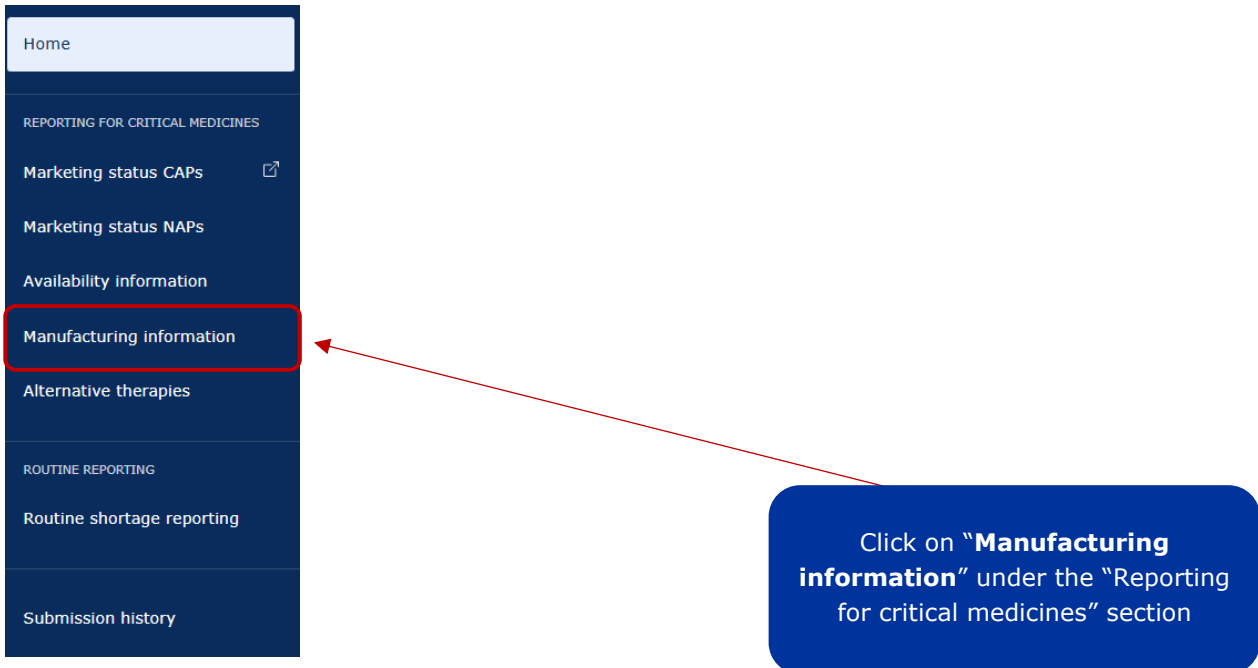 Home
REPORTING FOR CRITICAL MEDICINES
Marketing status CAPs
Marketing status NAPs
Availability information
Manufacturing information
Alternative therapies
ROUTINE REPORTING
Routine shortage reporting
Submission history
Click on “Manufacturing
information” under the “Reporting
for critical medicines” section